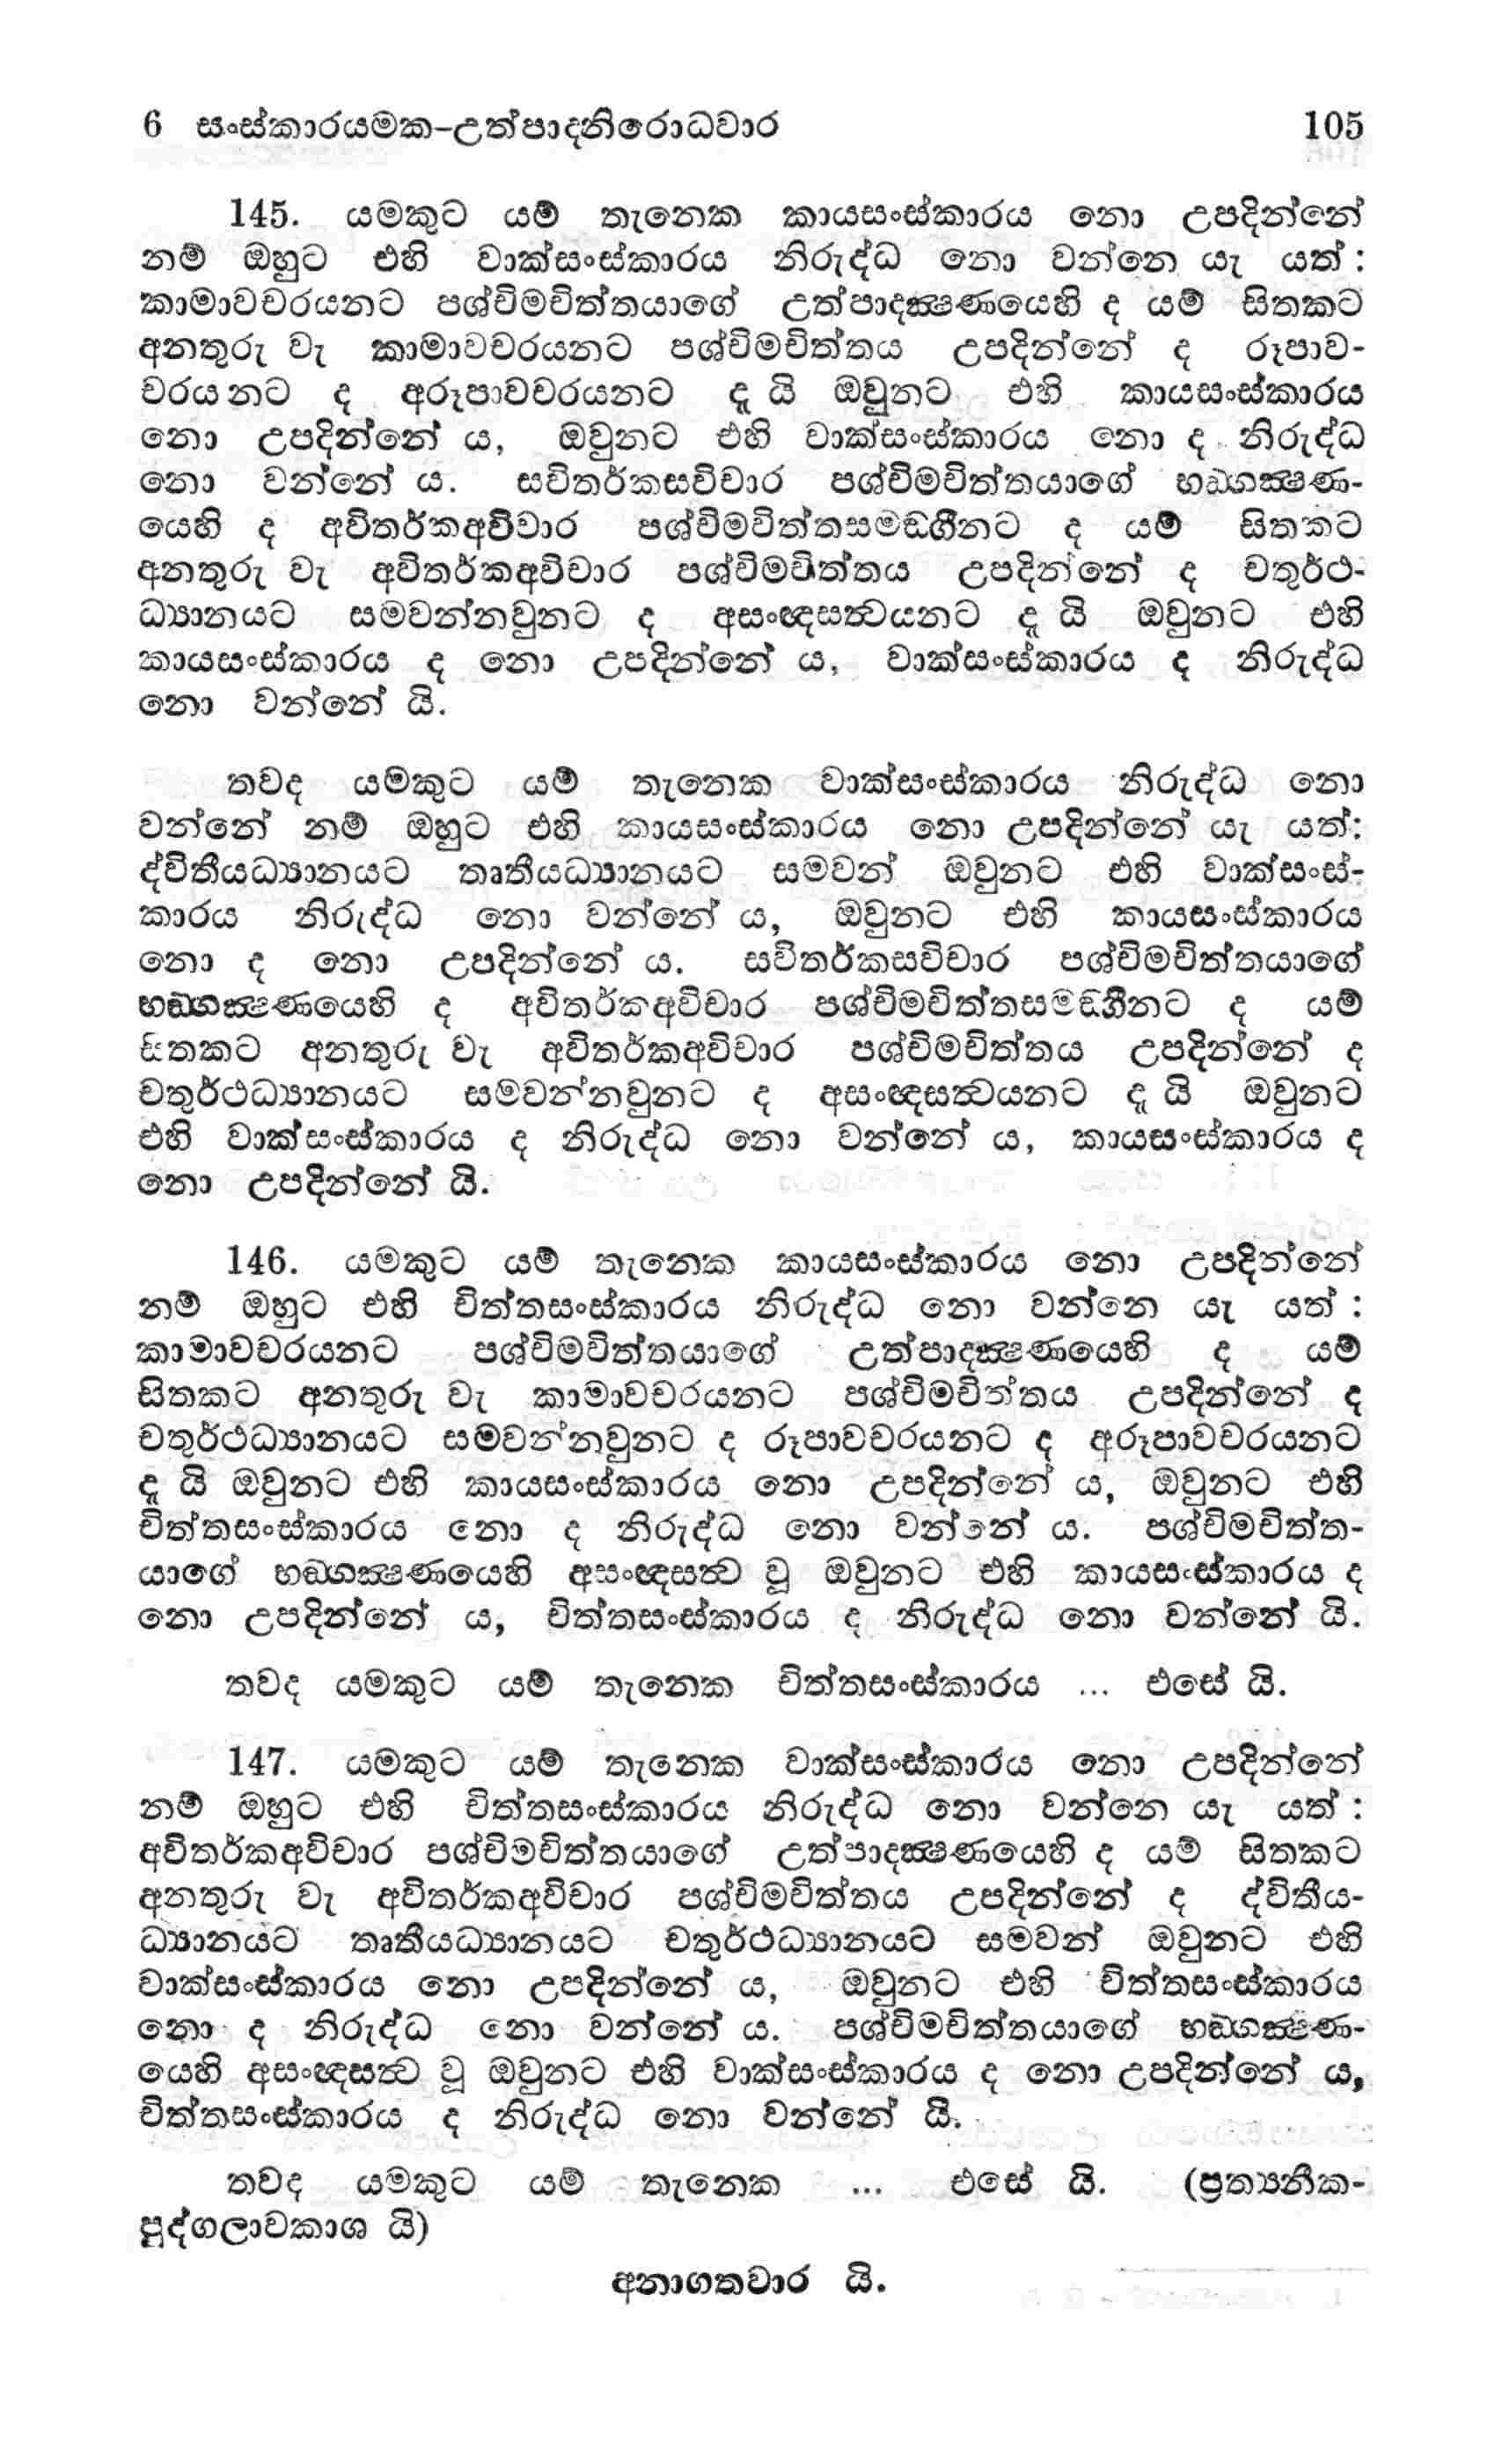 6 සංස්කාරයමක-උත්පාදනිරොධවාර 105
145. යමකුට යම් තැනෙක කායසංස්කාරය නො උපදින්නේ
නම් ඔහුට එහි වාක්සංස්කාරය නිරුද්ධ නො වන්නෙ යැ යත් :
කාමාවචරයනට පශ්චිමචිත්තයාගේ උත්පාදක්‍ෂණයෙහි ද යම් සිතකට
අනතුරු වැ කාමාවචරයනට පශ්චිමචිත්තය උපදින්නේ ද රූපාව-
චරයනට ද අරූපාවචරයනට දැ යි ඔවුනට එහි කායසංස්කාරය
නො උපදින්නේ ය, ඔවුනට එහි වාක්සංස්කාරය නො ද නිරුද්ධ
නො වන්නේ ය. සවිතර්කසවිචාර පශ්චිමචිත්තයාගේ භඞ්ගක්‍ෂණ-
යෙහි ද අවිතර්කඅවිචාර පශ්චිමචිත්තසමඞ්ගීනට ද යම් සිතකට
අනතුරු වැ අවිතර්කඅවිචාර පශ්චිමචිත්තය උපදින්නේ ද චතුර්ථ-
ධ්‍යානයට සමවන්නවුනට ද අසංඥසත්‍වයනට දැ යි ඔවුනට එහි
කායසංස්කාරය ද නො උපදින්නේ ය, වාක්සංස්කාරය ද නිරුද්ධ
නො වන්නේ යි.
තවද යමකුට යම් තැනෙක වාක්සංස්කාරය නිරුද්ධ නො
වන්නේ නම් ඔහුට එහි කායසංස්කාරය නො උපදින්නේ යැ යත්:
ද්විතීයධ්‍යානයට තෘතීයධ්‍යානයට සමවන් ඔවුනට එහි වාක්සංස්-
කාරය නිරුද්ධ නො වන්නේ ය, ඔවුනට එහි කායසංස්කාරය
නො ද නො උපදින්නේ ය. සවිතර්කසවිචාර පශ්චිමචිත්තයාගේ
භඞ්ගක්‍ෂණයෙහි ද අවිතර්කඅවිචාර පශ්චිමචිත්තසමඞ්ගීනට ද යම්
සිතකට අනතුරු වැ අවිතර්කඅවිචාර පශ්චිමචිත්තය උපදින්නේ ද
චතුර්ථධ්‍යානයට සමවන්නවුනට ද අසංඥසත්‍වයනට දැ යි ඔවුනට
එහි වාක්සංස්කාරය ද නිරුද්ධ නො වන්නේ ය, කායසංස්කාරය ද
නො උපදින්නේ යි.
146. යමකුට යම් තැනෙක කායසංස්කාරය නො උපදින්නේ
නම් ඔහුට එහි චිත්තසංස්කාරය නිරුද්ධ නො වන්නෙ යැ යත් :
කාමාවචරයනට පශ්චිමචිත්තයාගේ උත්පාදක්‍ෂණයෙහි ද යම්
සිතකට අනතුරු වැ කාමාවචරයනට පශ්චිමචිත්තය උපදින්නේ ද
චතුර්ථධ්‍යානයට සමවන්නවුනට ද රූපාවචරයනට ද අරූපාවචරයනට
දැ යි ඔවුනට එහි කායසංස්කාරය නො උපදින්නේ ය, ඔවුනට එහි
චිත්තසංස්කාරය නො ද නිරුද්ධ නො වන්නේ ය. පශ්චිමචිත්ත-
යාගේ භඞ්ගක්‍ෂණයෙහි අසංඥසත්‍ව වූ ඔවුනට එහි කායසංස්කාරය ද
නො උපදින්නේ ය, චිත්තසංස්කාරය ද නිරුද්ධ නො වන්නේ යි.
තවද යමකුට යම් තැනෙක චිත්තසංස්කාරය ... එසේ යි.
147. යමකුට යම් තැනෙක වාක්සංස්කාරය නො උපදින්නේ
නම් ඔහුට එහි චිත්තසංස්කාරය නිරුද්ධ නො වන්නෙ යැ යත් :
අවිතර්කඅවිචාර පශ්චිමචිත්තයාගේ උත්පාදක්‍ෂණයෙහි ද යම් සිතකට
අනතුරු වැ අවිතර්කඅවිචාර පශ්චිමචිත්තය උපදින්නේ ද ද්විතීය-
ධ්‍යානයට තෘතීයධ්‍යානයට චතුර්ථධ්‍යානයට සමවන් ඔවුනට එහි
වාක්සංස්කාරය නො උපදින්නේ ය, ඔවුනට එහි චිත්තසංස්කාරය
නො ද නිරුද්ධ නො වන්නේ ය. පශ්චිමචිත්තයාගේ භඞ්ගක්‍ෂණ-
යෙහි අසංඥසත්‍ව වූ ඔවුනට එහි වාක්සංස්කාරය ද නො උපදින්නේ ය,
චිත්තසංස්කාරය ද නිරුද්ධ නො වන්නේ යි.
තවද යමකුට යම් තැනෙක ... එසේ යි. (ප්‍රත්‍යනීක-
පුද්ගලාවකාශ යි)
අනාගතවාර යි.